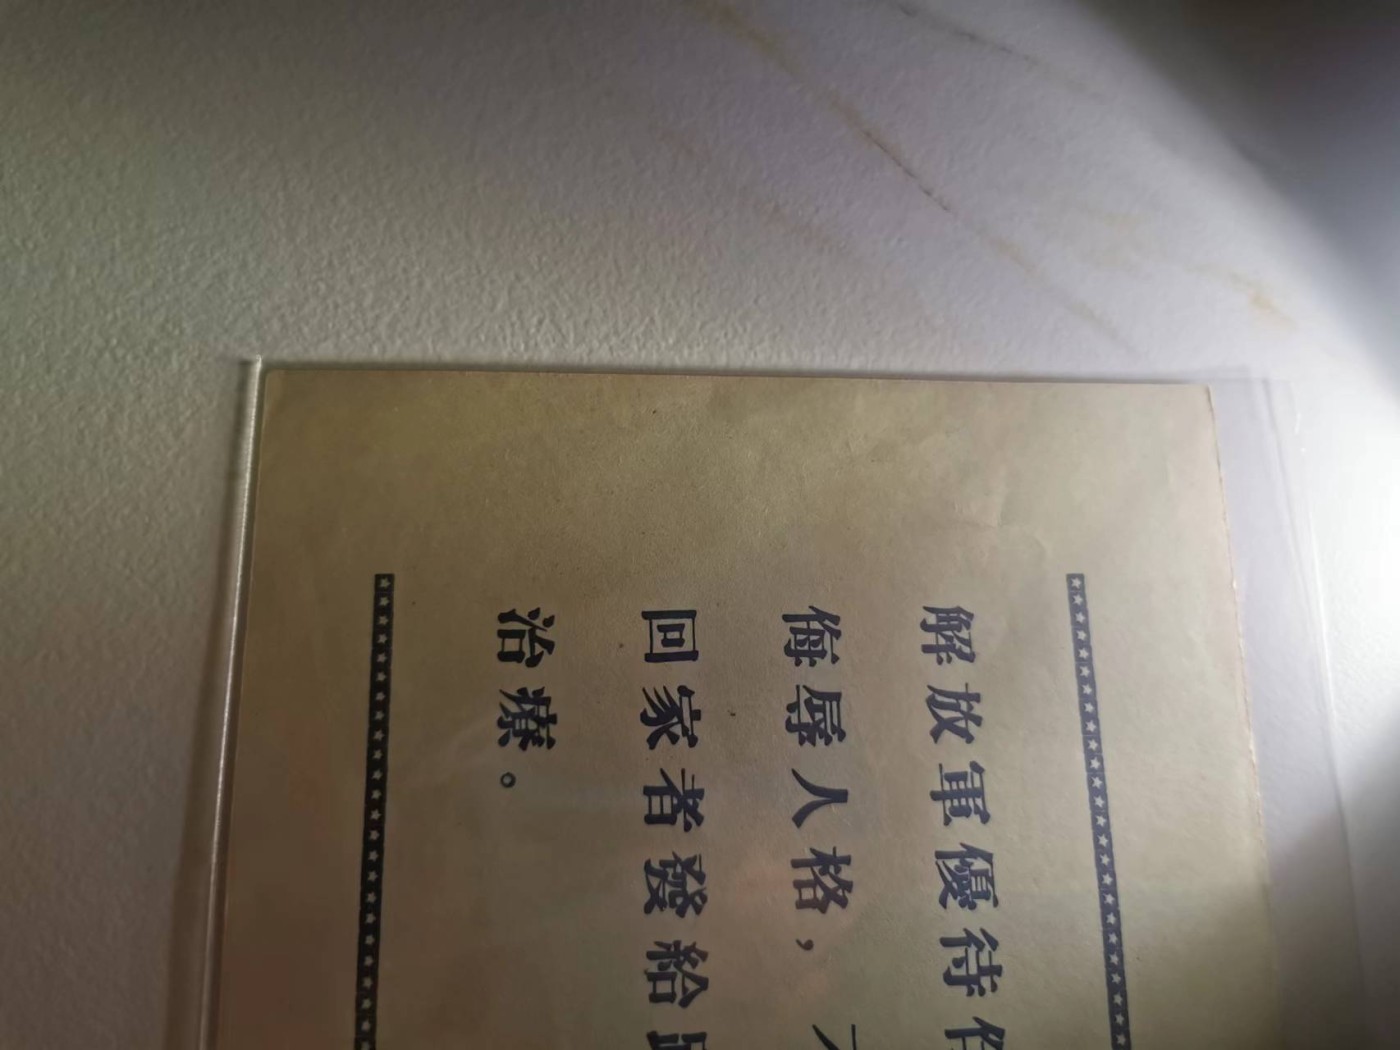 解放軍優待
侮辱人格，
回家者發給
治療。